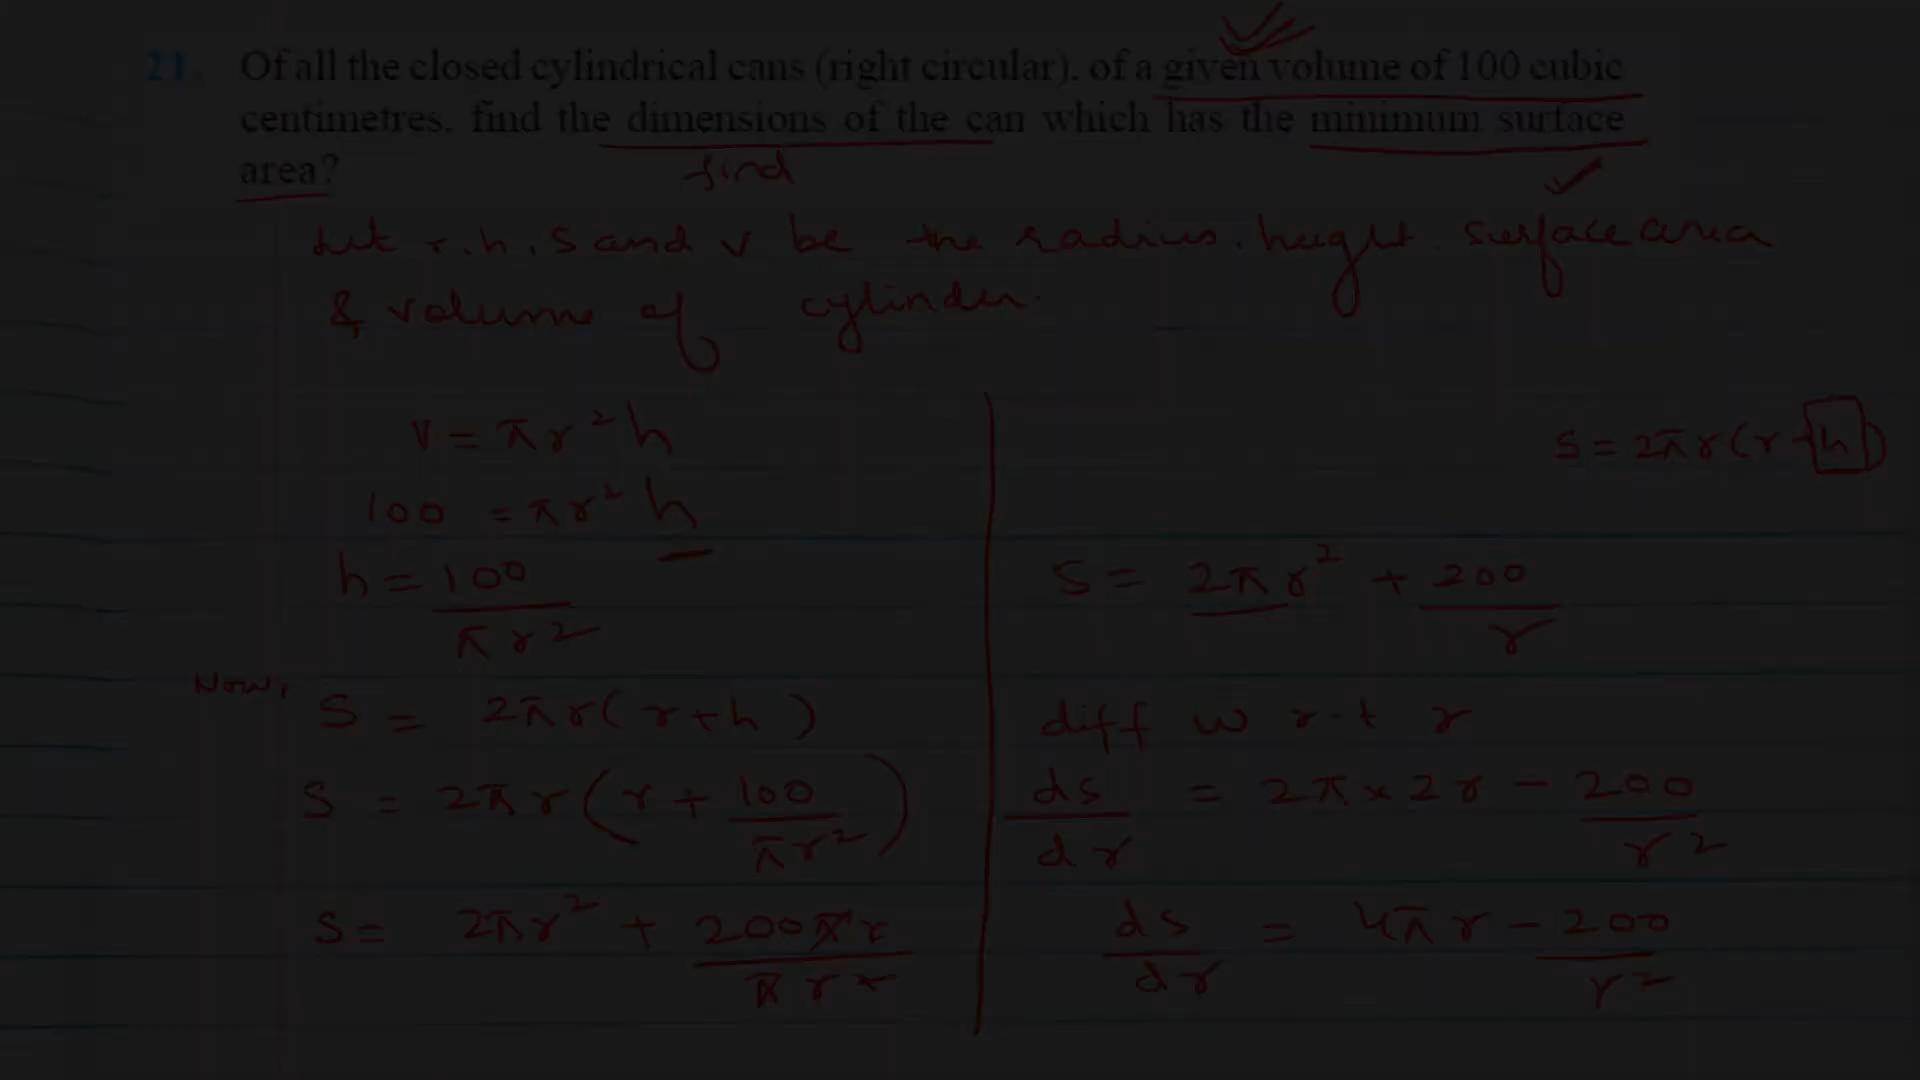 21. Of all the closed cylindrical cans (right circular), of a given volume of 100 cubic
centimetres, find the dimensions of the can which has the minimum surface
area?
find
Let r, h, S and v be the radius, height, surface area
& volume of cylinder.
V = πr²h
100 = πr²h
h = 100/πr²
Now,
S = 2πr(r+h)
S = 2πr(r + 100/πr²)
S = 2πr² + 200πr/πr²
S = 2πr(r+h)
S = 2πr² + 200/r
diff w r.t r
ds/dr = 2π×2r - 200/r²
ds/dr = 4πr - 200/r²